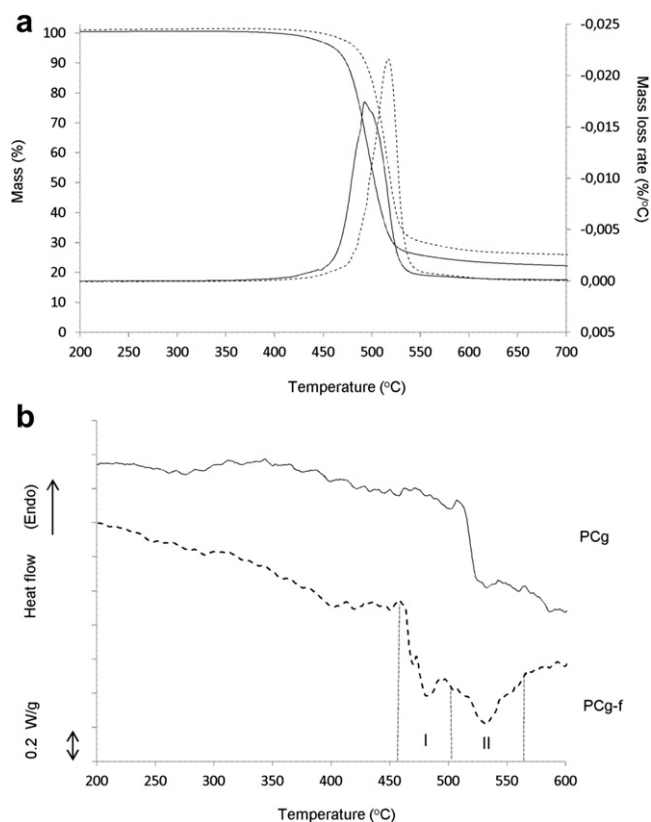 a
100
90
80
70
60
50
40
30
20
10
0
Mass (%)
-0,025
-0,020
-0,015
-0,010
-0,005
0,000
0,005
Mass loss rate (%/°C)
200 250 300 350 400 450 500 550 600 650 700
Temperature (°C)
b
Heat flow (Endo)
0.2 W/g
PCg
PCg-f
I II
200 250 300 350 400 450 500 550 600
Temperature (°C)